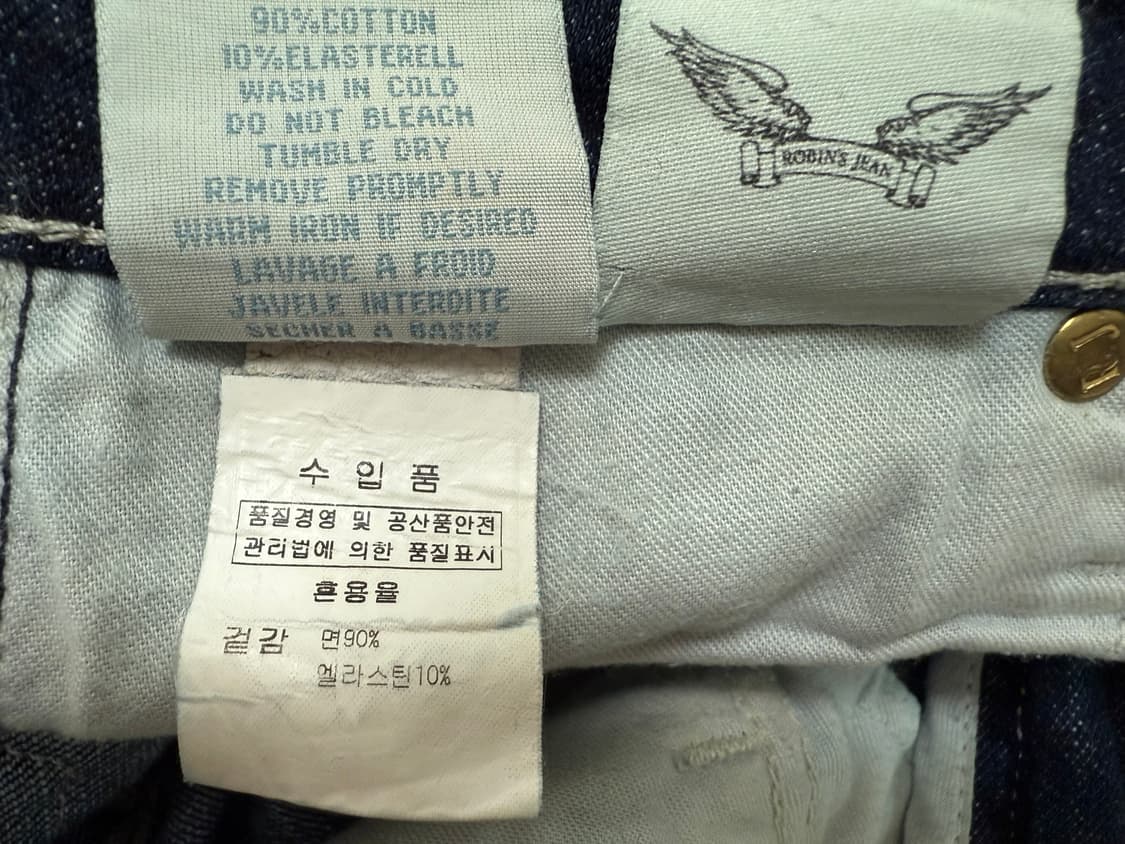 90%COTTON
10%ELASTERELL
WASH IN COLD
DO NOT BLEACH
TUMBLE DRY
REMOVE PROMPTLY
WARM IRON IF DESIRED
LAVAGE A FROID
JAVELE INTERDITE
SECHER A BASSE
ROBIN'S JEAN
수입품
품질경영 및 공산품안전
관리법에 의한 품질표시
혼용율
겉감 면90%
엘라스틴10%